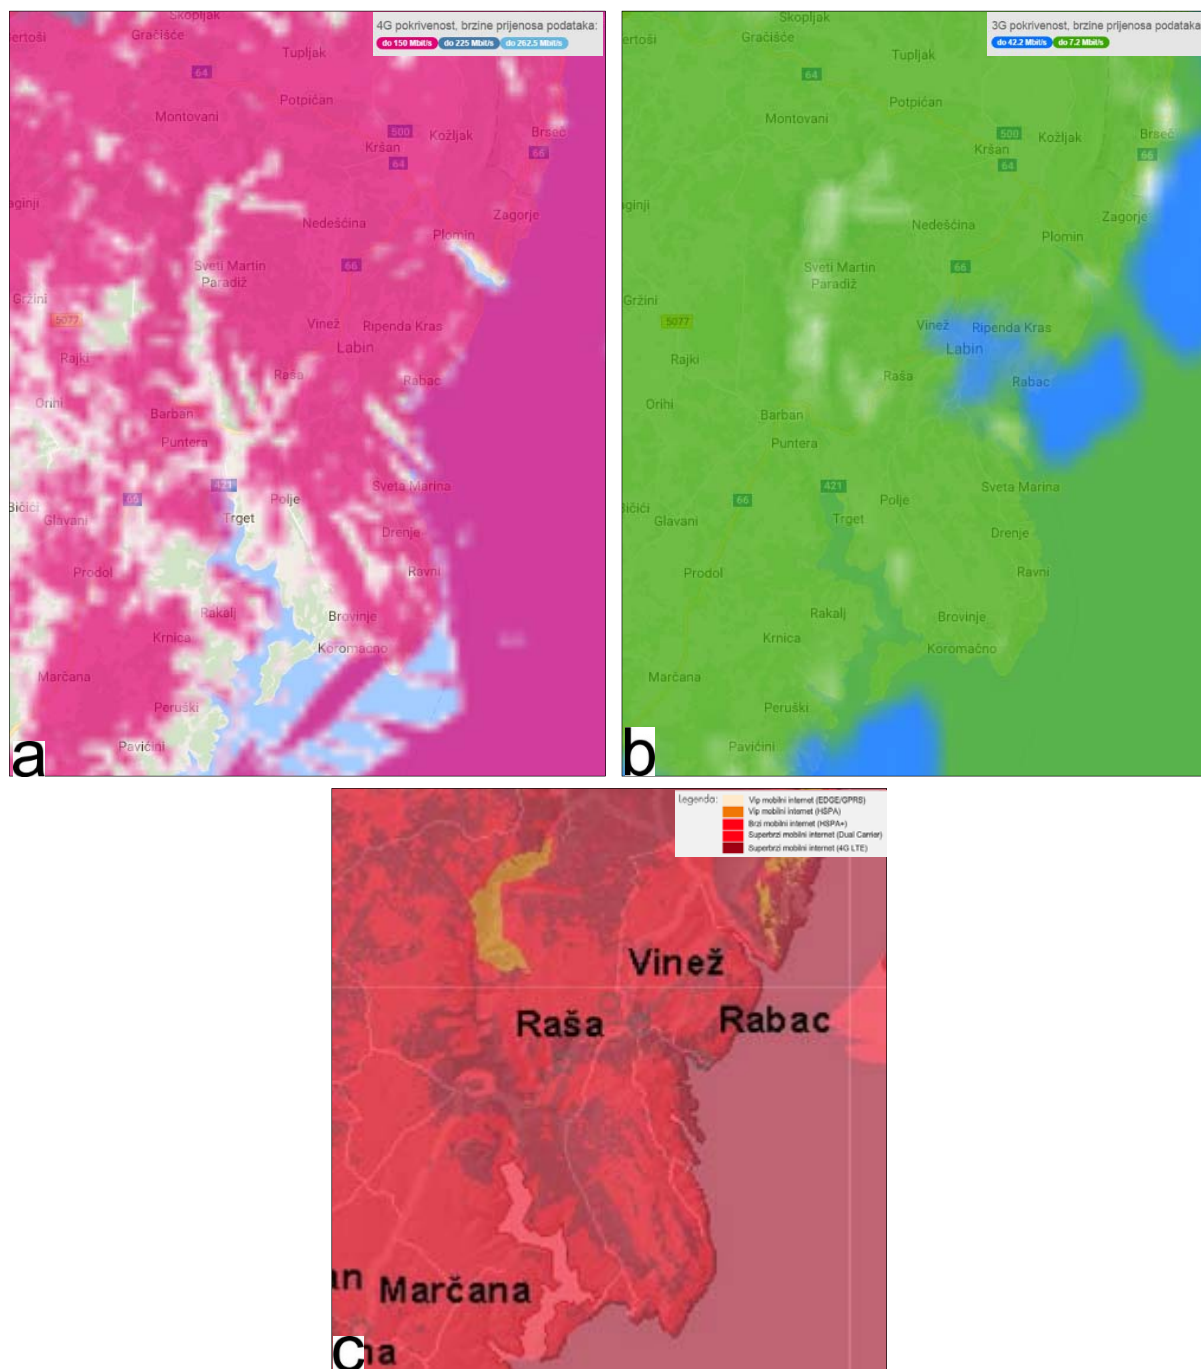 Skopljak
4G pokrivenost, brzine prijenosa podataka:
do 150 Mbit/s do 225 Mbit/s do 262.5 Mbit/s
Gračišće
Tupljak
64
Potpićan
Montovani
500
Kožljak
Brseč
Kršan
66
64
Zagorje
Nedešćina
Plomin
Sveti Martin
66
Paradiž
Gržini
5077
Vinež
Ripenda Kras
Rajki
Labin
Raša
Rabac
Orihi
Barban
Puntera
421
Sveta Marina
66
Polje
Glavani
Trget
Drenje
Prodol
Ravni
Rakalj
Brovinje
Krnica
Koromačno
Marčana
Peruški
Pavićini
a
Skopljak
3G pokrivenost, brzine prijenosa podataka
do 42.2 Mbit/s do 7.2 Mbit/s
Gračišće
Tupljak
64
Potpićan
Montovani
500
Kožljak
Brseč
Kršan
66
64
Zagorje
Nedešćina
Plomin
Sveti Martin
66
Paradiž
Gržini
5077
Vinež
Ripenda Kras
Rajki
Labin
Raša
Rabac
Orihi
Barban
Puntera
421
Sveta Marina
66
Polje
Glavani
Trget
Drenje
Prodol
Ravni
Rakalj
Brovinje
Krnica
Koromačno
Marčana
Peruški
Pavićini
b
Legenda:
Vip mobilni internet (EDGE/GPRS)
Vip mobilni internet (HSPA)
Brzi mobilni internet (HSPA+)
Superbrzi mobilni internet (Dual Carrier)
Superbrzi mobilni internet (4G LTE)
Vinež
Raša
Rabac
Marčana
c